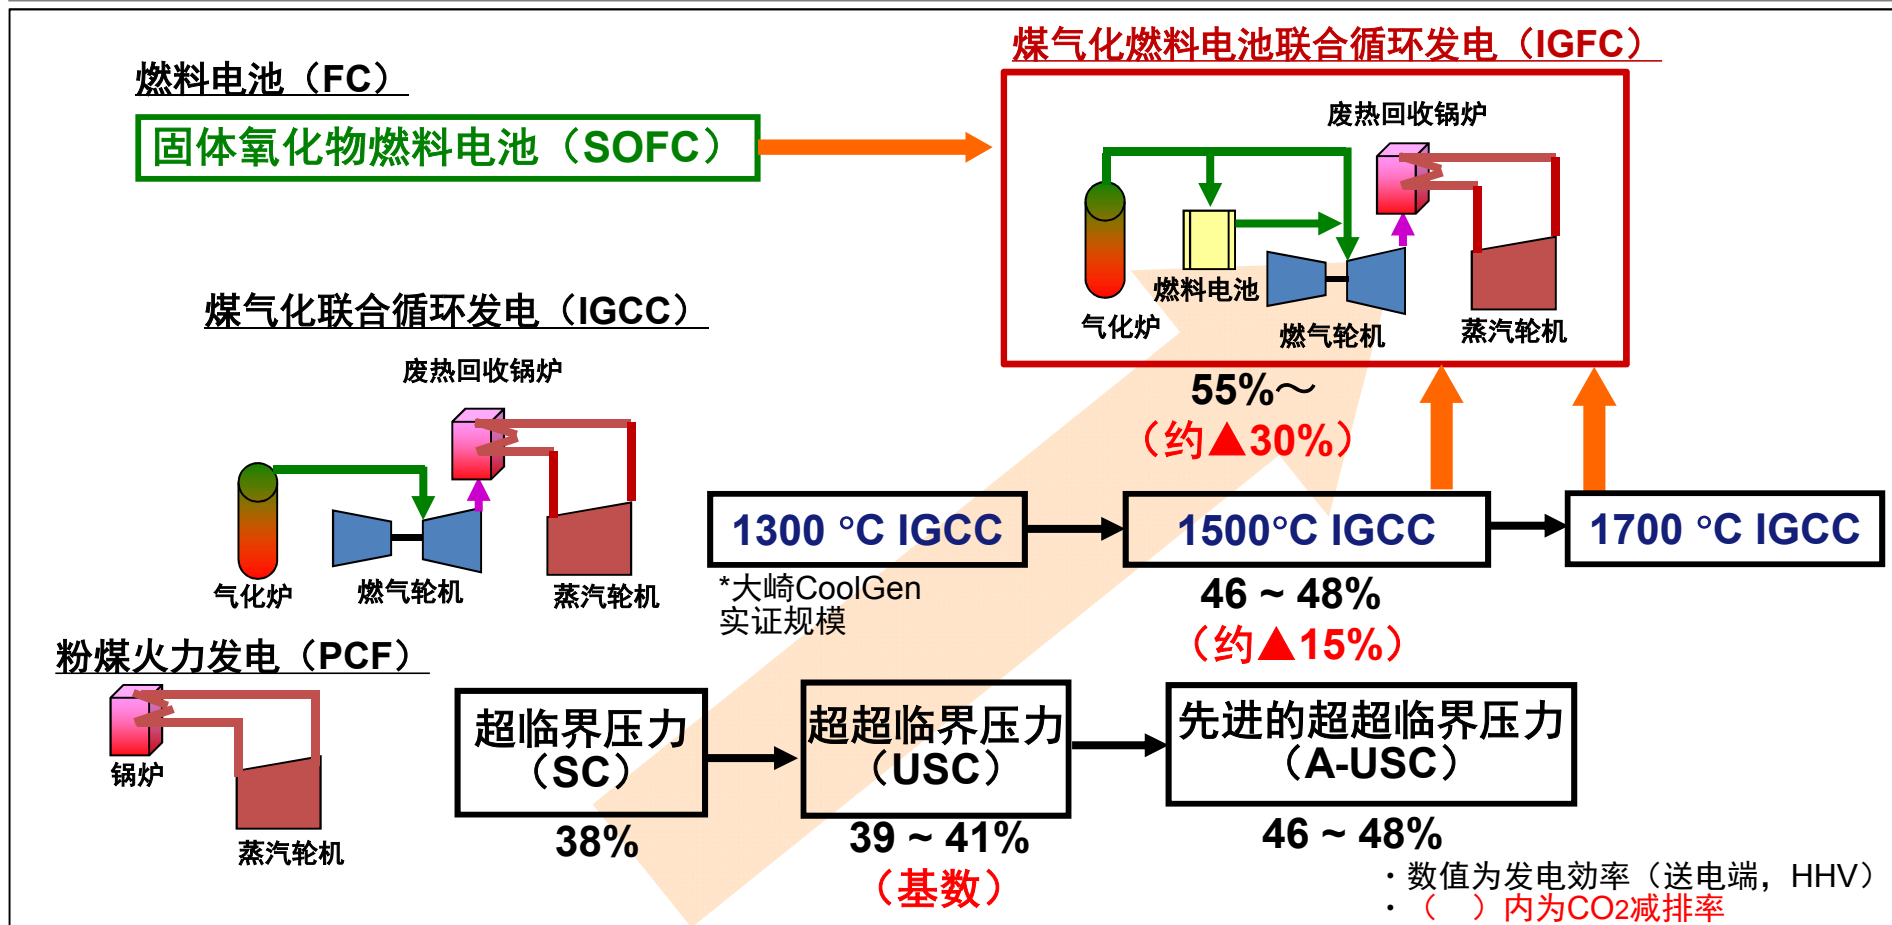 煤气化燃料电池联合循环发电（IGFC）
燃料电池（FC）
固体氧化物燃料电池（SOFC）
废热回收锅炉
燃料电池
气化炉
燃气轮机
蒸汽轮机
55%～
（约▲30%）
煤气化联合循环发电（IGCC）
废热回收锅炉
气化炉
燃气轮机
蒸汽轮机
1300 °C IGCC
1500°C IGCC
1700 °C IGCC
*大崎CoolGen
实证规模
46 ~ 48%
（约▲15%）
粉煤火力发电（PCF）
锅炉
蒸汽轮机
超临界压力
（SC）
38%
超超临界压力
（USC）
39 ~ 41%
（基数）
先进的超超临界压力
（A-USC）
46 ~ 48%
・数值为发电効率（送电端，HHV）
・（　）内为CO2减排率